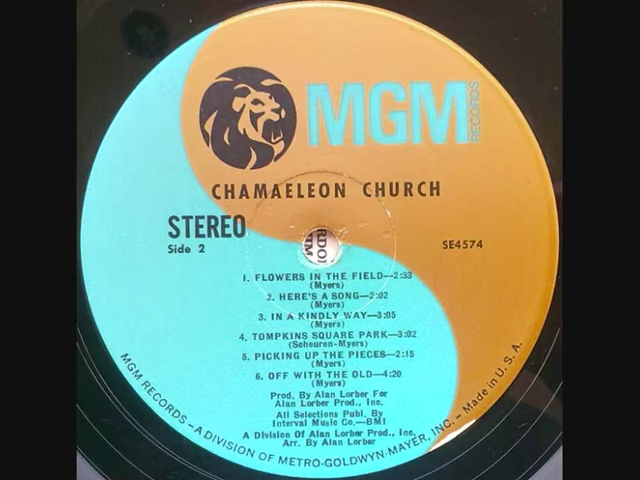 MGM
RECORDS
CHAMAELEON CHURCH
STEREO
Side 2
SE4574
1. FLOWERS IN THE FIELD—2:33
(Myers)
2. HERE'S A SONG—2:02
(Myers)
3. IN A KINDLY WAY—3:05
(Myers)
4. TOMPKINS SQUARE PARK—3:02
(Scheuren-Myers)
5. PICKING UP THE PIECES—2:15
(Myers)
6. OFF WITH THE OLD—4:20
(Myers)
Prod. By Alan Lorber For
Alan Lorber Prod., Inc.
All Selections Publ. By
Interval Music Co.—BMI
A Division Of Alan Lorber Prod., Inc.
Arr. By Alan Lorber
MGM RECORDS—A DIVISION OF METRO-GOLDWYN-MAYER, INC.—Made in U. S. A.